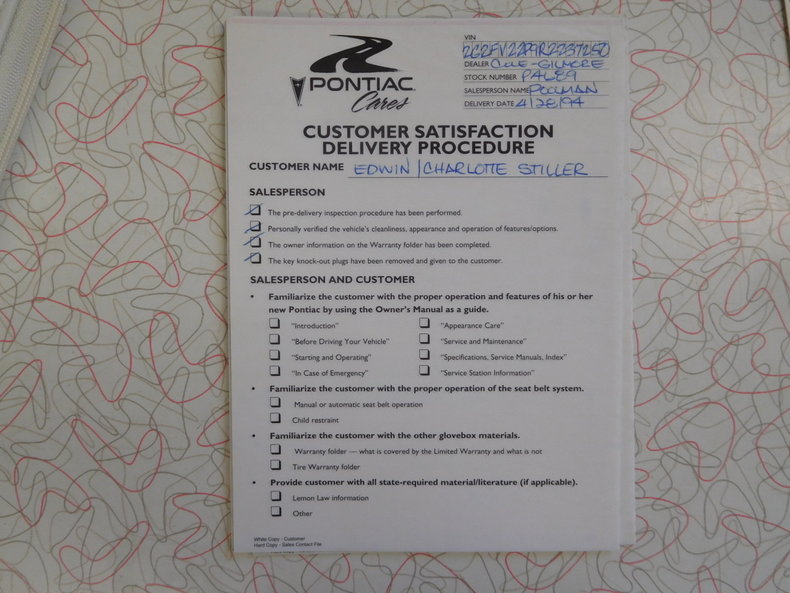 VIN
DEALER COLE-GILMORE
STOCK NUMBER
SALESPERSON NAME
DELIVERY DATE 4/28/94
PONTIAC
Cares
CUSTOMER SATISFACTION
DELIVERY PROCEDURE
CUSTOMER NAME EDWIN/CHARLOTTE STILLER
SALESPERSON
The pre-delivery inspection procedure has been performed.
Personally verified the vehicle's cleanliness, appearance and operation of features/options.
The owner information on the Warranty folder has been completed.
The key knock-out plugs have been removed and given to the customer.
SALESPERSON AND CUSTOMER
• Familiarize the customer with the proper operation and features of his or her
new Pontiac by using the Owner's Manual as a guide.
"Introduction" "Appearance Care"
"Before Driving Your Vehicle" "Service and Maintenance"
"Starting and Operating" "Specifications, Service Manuals, Index"
"In Case of Emergency" "Service Station Information"
• Familiarize the customer with the proper operation of the seat belt system.
Manual or automatic seat belt operation
Child restraint
• Familiarize the customer with the other glovebox materials.
Warranty folder — what is covered by the Limited Warranty and what is not
Tire Warranty folder
• Provide customer with all state-required material/literature (if applicable).
Lemon Law information
Other
White Copy - Customer
Hard Copy - Sales Contact File